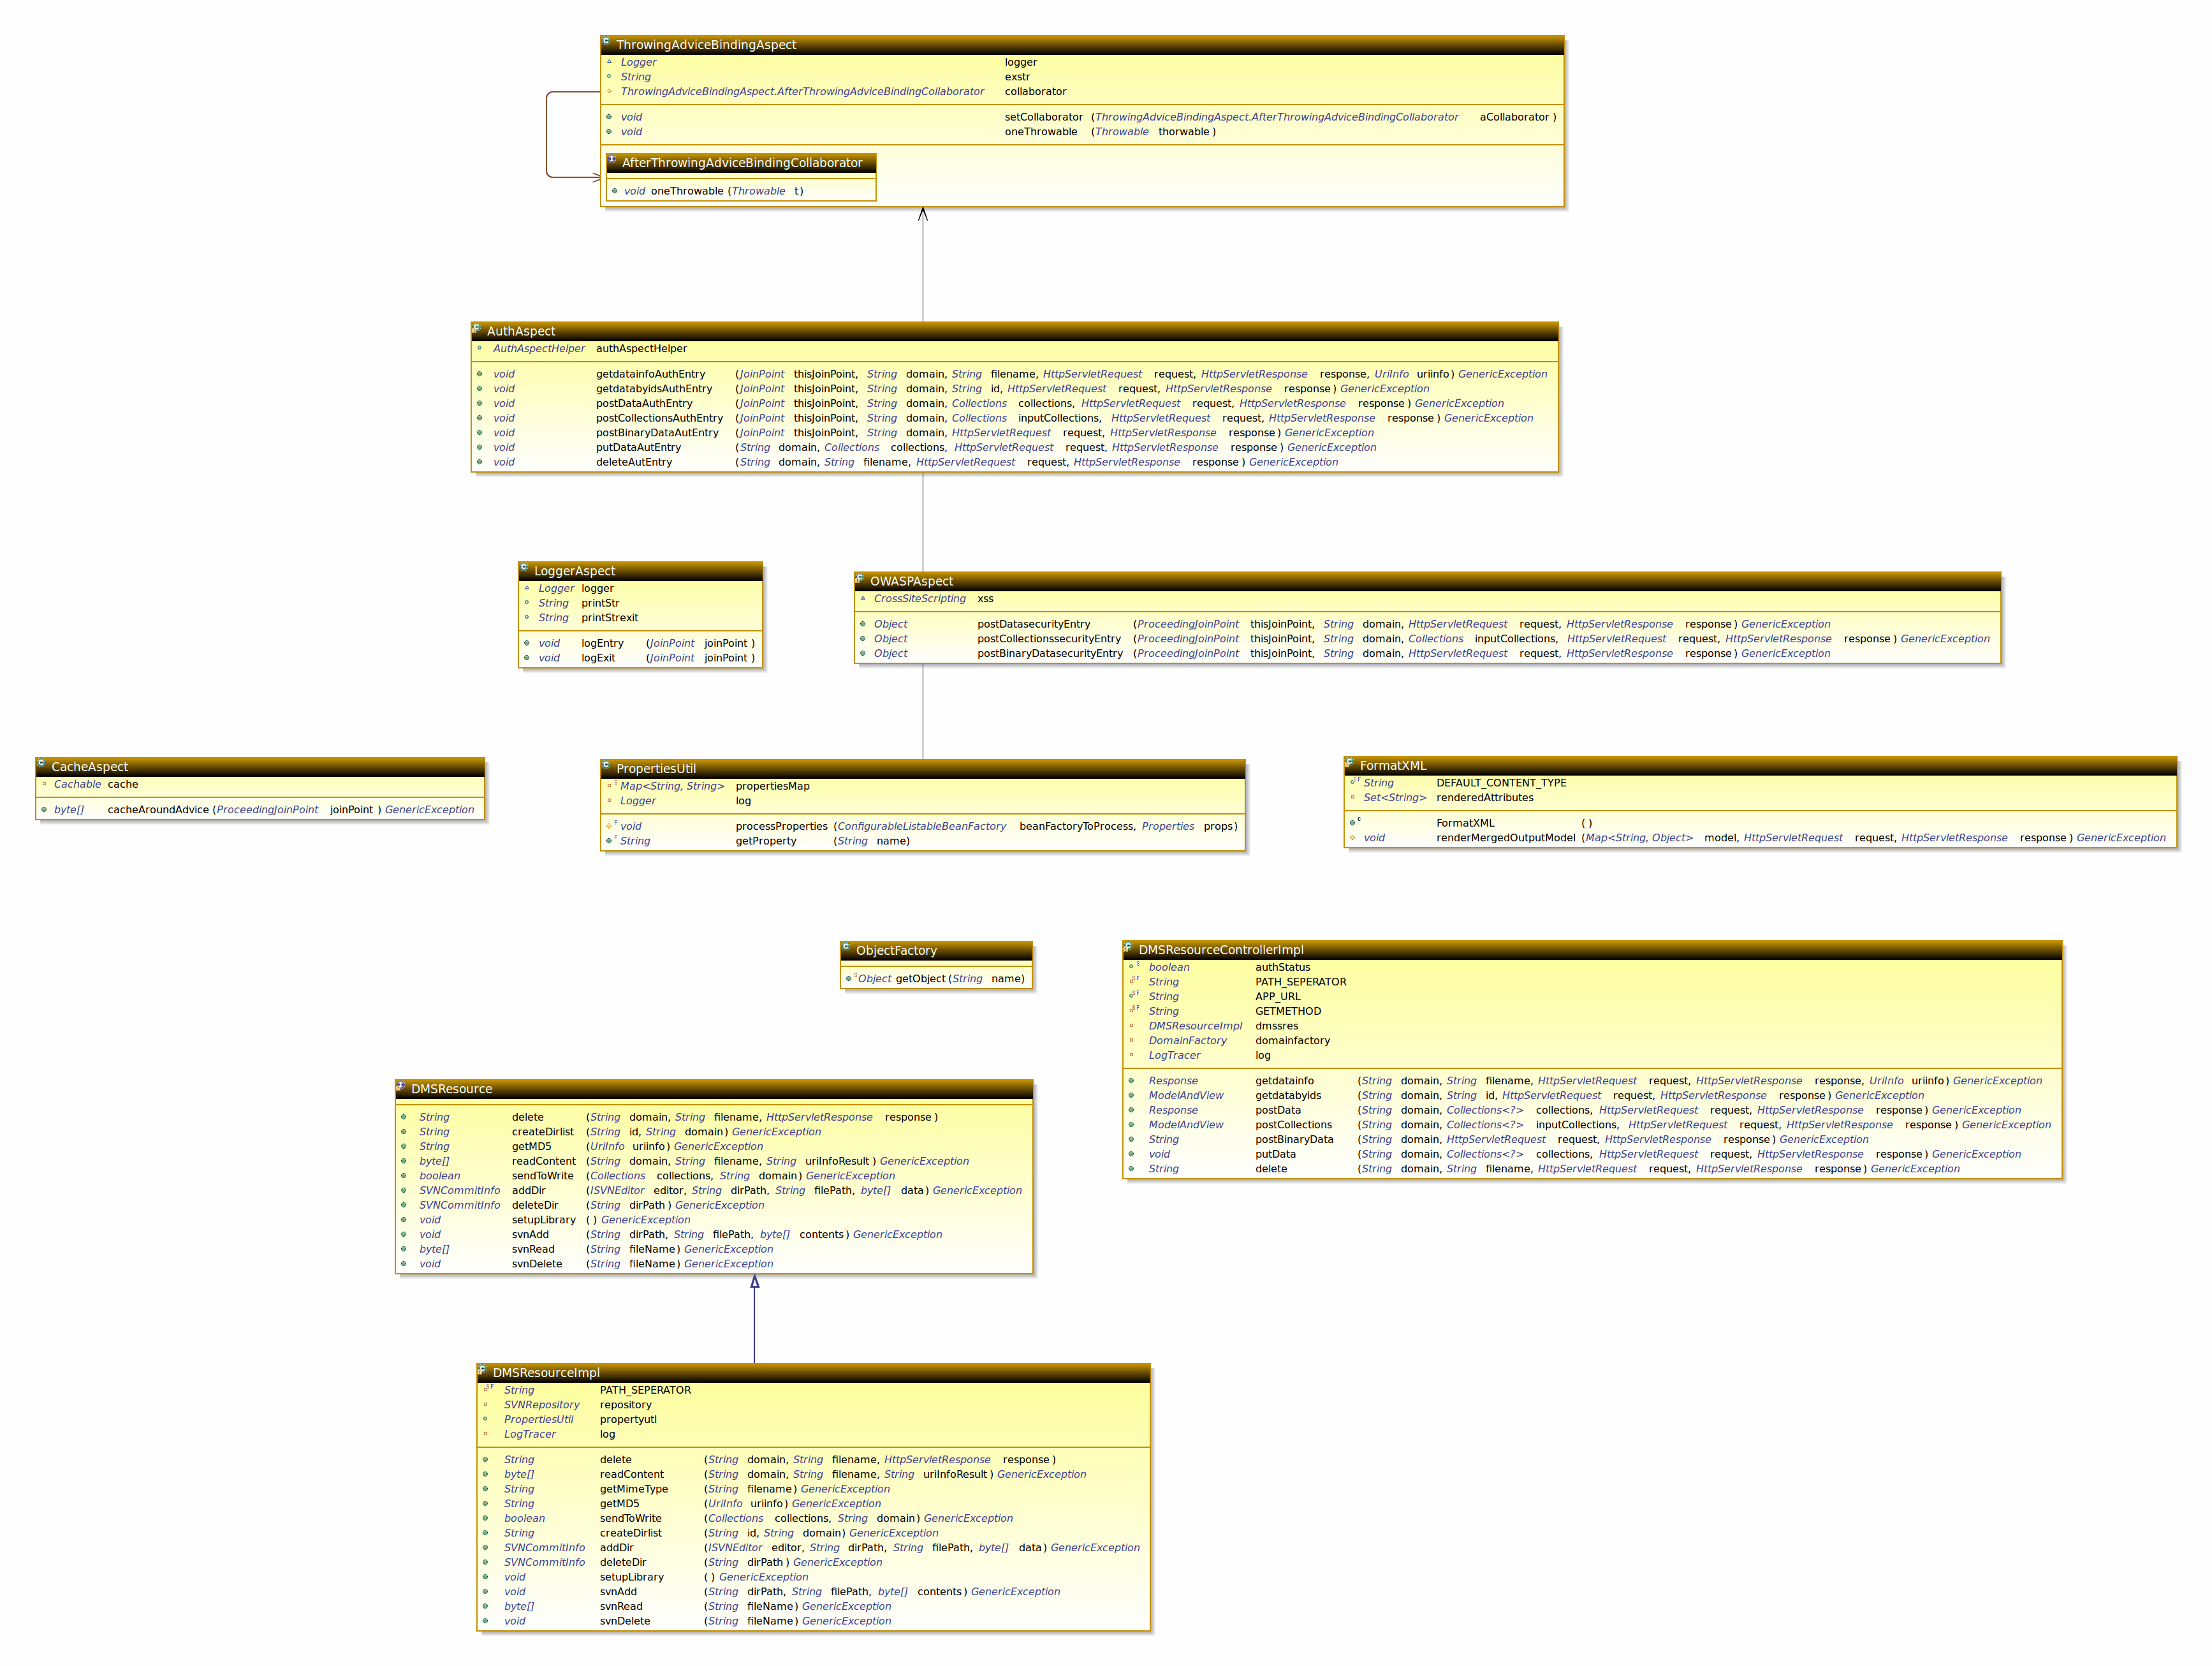 ThrowingAdviceBindingAspect
Logger logger
String exstr
ThrowingAdviceBindingAspect.AfterThrowingAdviceBindingCollaborator collaborator
void setCollaborator (ThrowingAdviceBindingAspect.AfterThrowingAdviceBindingCollaborator aCollaborator )
void oneThrowable (Throwable thorwable )
AfterThrowingAdviceBindingCollaborator
void oneThrowable (Throwable t)
AuthAspect
AuthAspectHelper authAspectHelper
void getdatainfoAuthEntry (JoinPoint thisJoinPoint, String domain, String filename, HttpServletRequest request, HttpServletResponse response, UriInfo uriinfo) GenericException
void getdatabyidsAuthEntry (JoinPoint thisJoinPoint, String domain, String id, HttpServletRequest request, HttpServletResponse response ) GenericException
void postDataAuthEntry (JoinPoint thisJoinPoint, String domain, Collections collections, HttpServletRequest request, HttpServletResponse response ) GenericException
void postCollectionsAuthEntry (JoinPoint thisJoinPoint, String domain, Collections inputCollections, HttpServletRequest request, HttpServletResponse response ) GenericException
void postBinaryDataAutEntry (JoinPoint thisJoinPoint, String domain, HttpServletRequest request, HttpServletResponse response ) GenericException
void putDataAutEntry (String domain, Collections collections, HttpServletRequest request, HttpServletResponse response ) GenericException
void deleteAutEntry (String domain, String filename, HttpServletRequest request, HttpServletResponse response ) GenericException
LoggerAspect
Logger logger
String printStr
String printStrexit
void logEntry (JoinPoint joinPoint )
void logExit (JoinPoint joinPoint )
OWASPAspect
CrossSiteScripting xss
Object postDatasecurityEntry (ProceedingJoinPoint thisJoinPoint, String domain, HttpServletRequest request, HttpServletResponse response ) GenericException
Object postCollectionssecurityEntry (ProceedingJoinPoint thisJoinPoint, String domain, Collections inputCollections, HttpServletRequest request, HttpServletResponse response ) GenericException
Object postBinaryDatasecurityEntry (ProceedingJoinPoint thisJoinPoint, String domain, HttpServletRequest request, HttpServletResponse response ) GenericException
CacheAspect
Cachable cache
byte[] cacheAroundAdvice (ProceedingJoinPoint joinPoint ) GenericException
PropertiesUtil
S Map<String, String> propertiesMap
Logger log
F void processProperties (ConfigurableListableBeanFactory beanFactoryToProcess, Properties props)
F String getProperty (String name)
FormatXML
SF String DEFAULT_CONTENT_TYPE
Set<String> renderedAttributes
c FormatXML ( )
void renderMergedOutputModel (Map<String, Object> model, HttpServletRequest request, HttpServletResponse response ) GenericException
ObjectFactory
S Object getObject (String name)
DMSResourceControllerImpl
S boolean authStatus
SF String PATH_SEPERATOR
SF String APP_URL
SF String GETMETHOD
DMSResourceImpl dmssres
DomainFactory domainfactory
LogTracer log
Response getdatainfo (String domain, String filename, HttpServletRequest request, HttpServletResponse response, UriInfo uriinfo) GenericException
ModelAndView getdatabyids (String domain, String id, HttpServletRequest request, HttpServletResponse response ) GenericException
Response postData (String domain, Collections<?> collections, HttpServletRequest request, HttpServletResponse response ) GenericException
ModelAndView postCollections (String domain, Collections<?> inputCollections, HttpServletRequest request, HttpServletResponse response ) GenericException
String postBinaryData (String domain, HttpServletRequest request, HttpServletResponse response ) GenericException
void putData (String domain, Collections<?> collections, HttpServletRequest request, HttpServletResponse response ) GenericException
String delete (String domain, String filename, HttpServletRequest request, HttpServletResponse response ) GenericException
DMSResource
String delete (String domain, String filename, HttpServletResponse response )
String createDirlist (String id, String domain) GenericException
String getMD5 (UriInfo uriinfo) GenericException
byte[] readContent (String domain, String filename, String uriInfoResult ) GenericException
boolean sendToWrite (Collections collections, String domain) GenericException
SVNCommitInfo addDir (ISVNEditor editor, String dirPath, String filePath, byte[] data) GenericException
SVNCommitInfo deleteDir (String dirPath ) GenericException
void setupLibrary ( ) GenericException
void svnAdd (String dirPath, String filePath, byte[] contents) GenericException
byte[] svnRead (String fileName) GenericException
void svnDelete (String fileName) GenericException
DMSResourceImpl
SF String PATH_SEPERATOR
SVNRepository repository
PropertiesUtil propertyutl
LogTracer log
String delete (String domain, String filename, HttpServletResponse response )
byte[] readContent (String domain, String filename, String uriInfoResult ) GenericException
String getMimeType (String filename) GenericException
String getMD5 (UriInfo uriinfo) GenericException
boolean sendToWrite (Collections collections, String domain) GenericException
String createDirlist (String id, String domain) GenericException
SVNCommitInfo addDir (ISVNEditor editor, String dirPath, String filePath, byte[] data) GenericException
SVNCommitInfo deleteDir (String dirPath ) GenericException
void setupLibrary ( ) GenericException
void svnAdd (String dirPath, String filePath, byte[] contents) GenericException
byte[] svnRead (String fileName) GenericException
void svnDelete (String fileName) GenericException